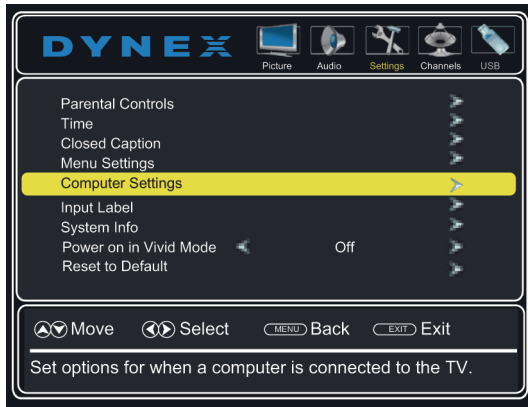 DYNEX
Picture Audio Settings Channels USB
Parental Controls
Time
Closed Caption
Menu Settings
Computer Settings
Input Label
System Info
Power on in Vivid Mode Off
Reset to Default
Move Select MENU Back EXIT Exit
Set options for when a computer is connected to the TV.